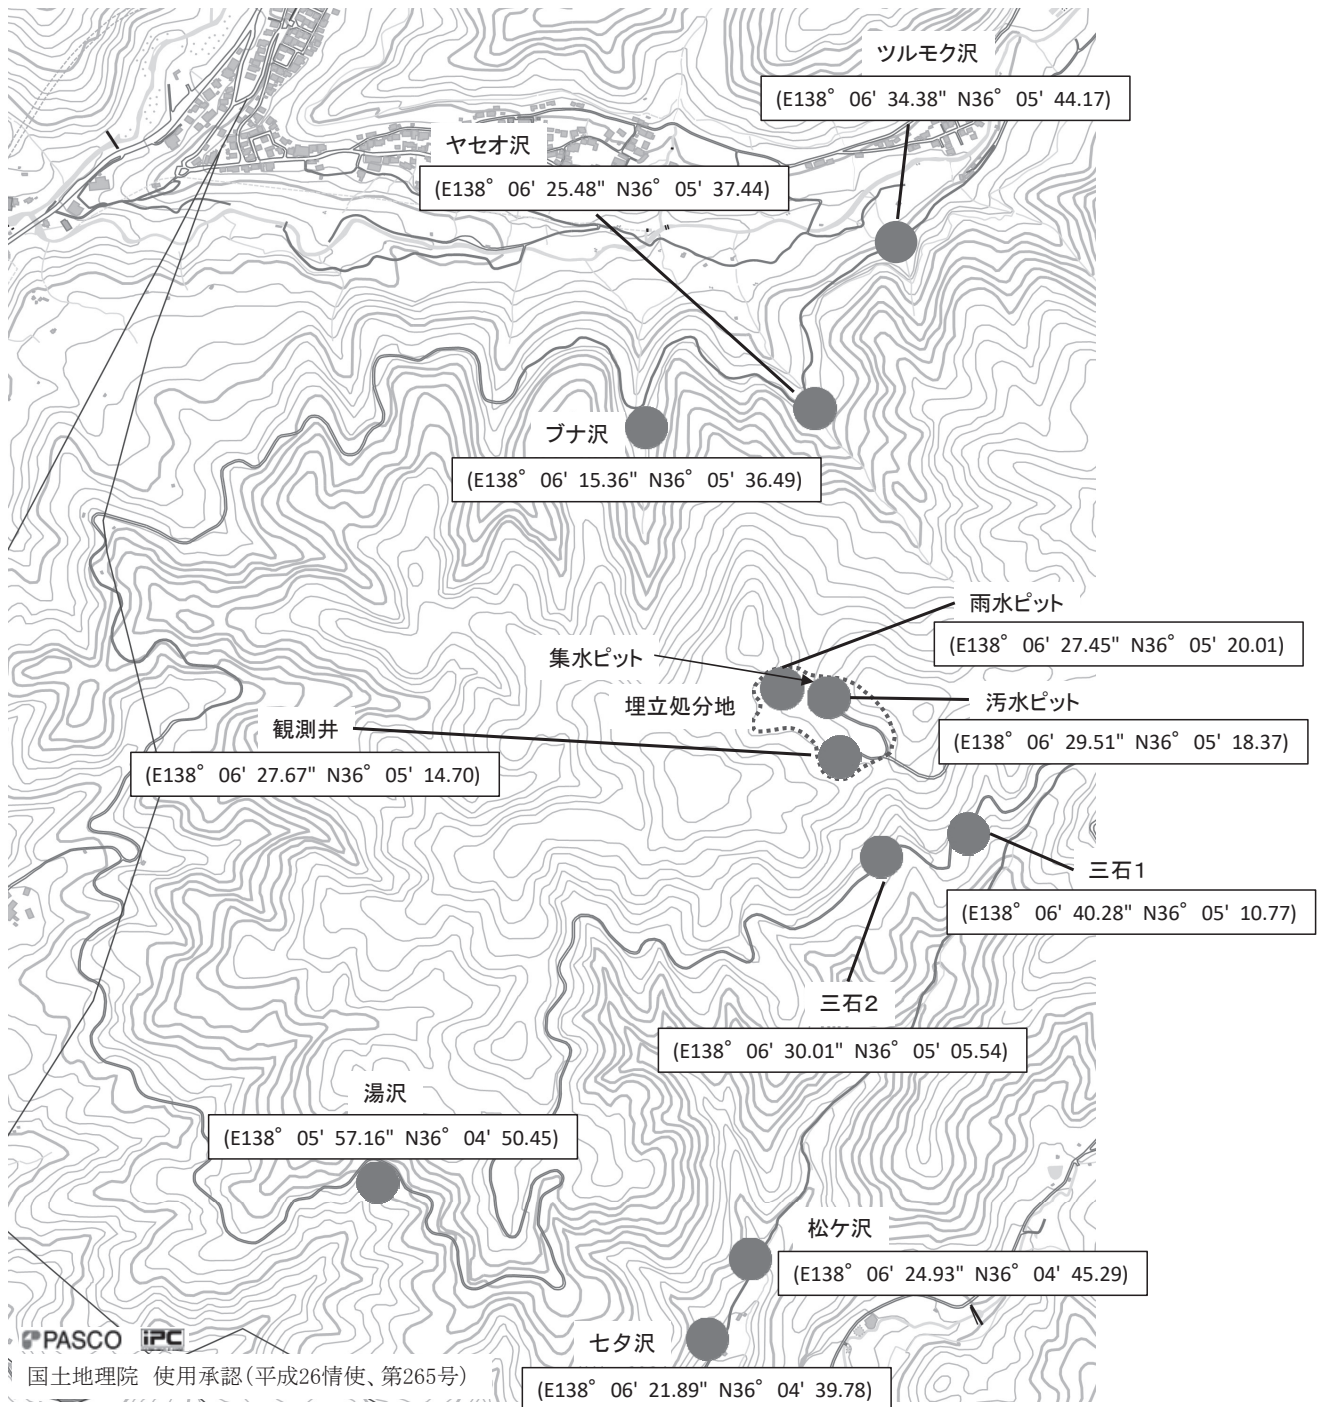 ツルモク沢
(E138° 06' 34.38" N36° 05' 44.17)
ヤセオ沢
(E138° 06' 25.48" N36° 05' 37.44)
ブナ沢
(E138° 06' 15.36" N36° 05' 36.49)
雨水ピット
(E138° 06' 27.45" N36° 05' 20.01)
集水ピット
埋立処分地
汚水ピット
(E138° 06' 29.51" N36° 05' 18.37)
観測井
(E138° 06' 27.67" N36° 05' 14.70)
三石1
(E138° 06' 40.28" N36° 05' 10.77)
三石2
(E138° 06' 30.01" N36° 05' 05.54)
湯沢
(E138° 05' 57.16" N36° 04' 50.45)
松ケ沢
(E138° 06' 24.93" N36° 04' 45.29)
七タ沢
(E138° 06' 21.89" N36° 04' 39.78)
PASCO iPC
国土地理院 使用承認(平成26情使、第265号)